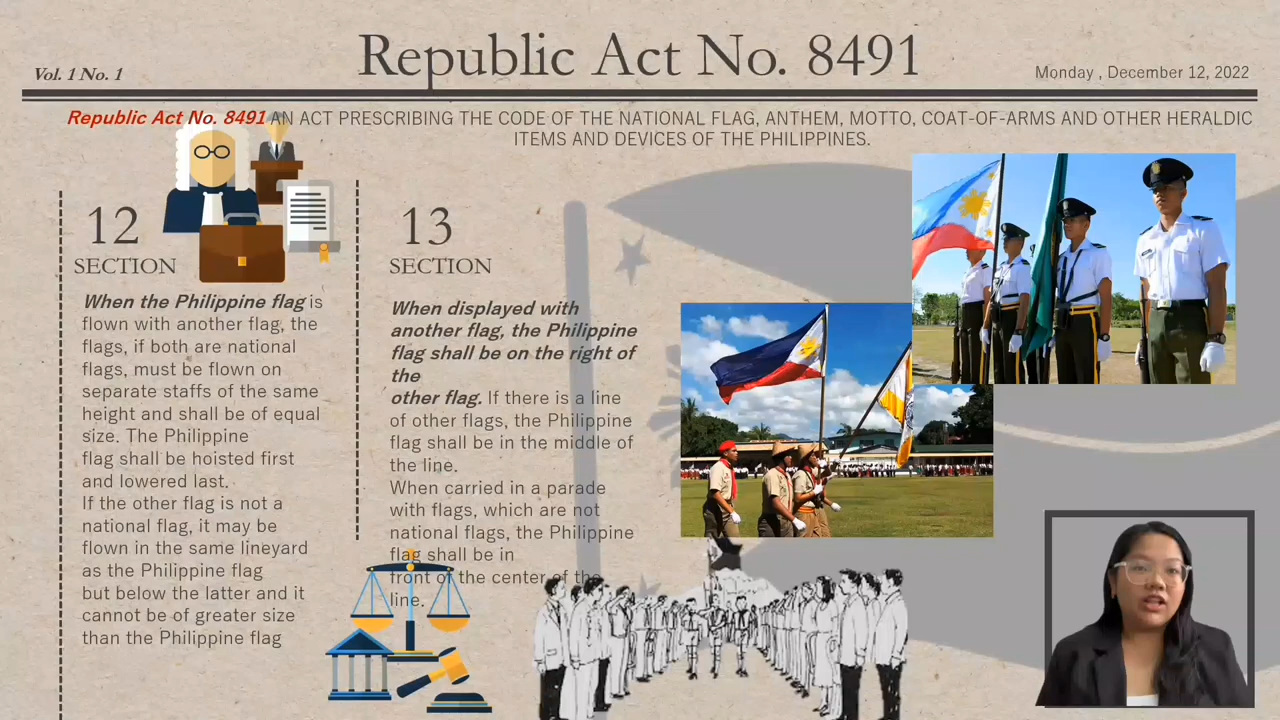 Republic Act No. 8491
Vol. 1 No. 1
Monday , December 12, 2022
Republic Act No. 8491 AN ACT PRESCRIBING THE CODE OF THE NATIONAL FLAG, ANTHEM, MOTTO, COAT-OF-ARMS AND OTHER HERALDIC
ITEMS AND DEVICES OF THE PHILIPPINES.
12
SECTION
When the Philippine flag is
flown with another flag, the
flags, if both are national
flags, must be flown on
separate staffs of the same
height and shall be of equal
size. The Philippine
flag shall be hoisted first
and lowered last.
If the other flag is not a
national flag, it may be
flown in the same lineyard
as the Philippine flag
but below the latter and it
cannot be of greater size
than the Philippine flag
13
SECTION
When displayed with
another flag, the Philippine
flag shall be on the right of
the
other flag. If there is a line
of other flags, the Philippine
flag shall be in the middle of
the line.
When carried in a parade
with flags, which are not
national flags, the Philippine
flag shall be in
front of the center of the
line.